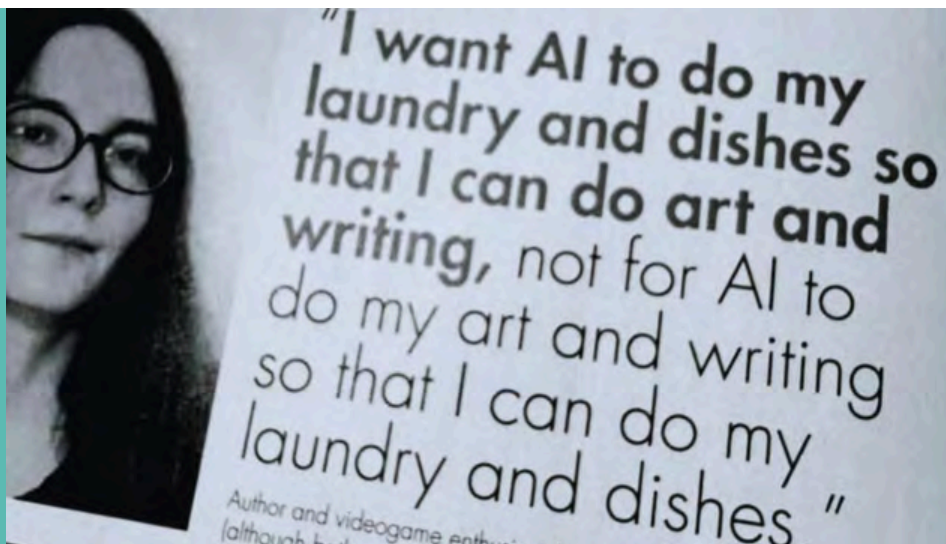 "I want AI to do my
laundry and dishes so
that I can do art and
writing, not for AI to
do my art and writing
so that I can do my
laundry and dishes."
Author and videogame
(although